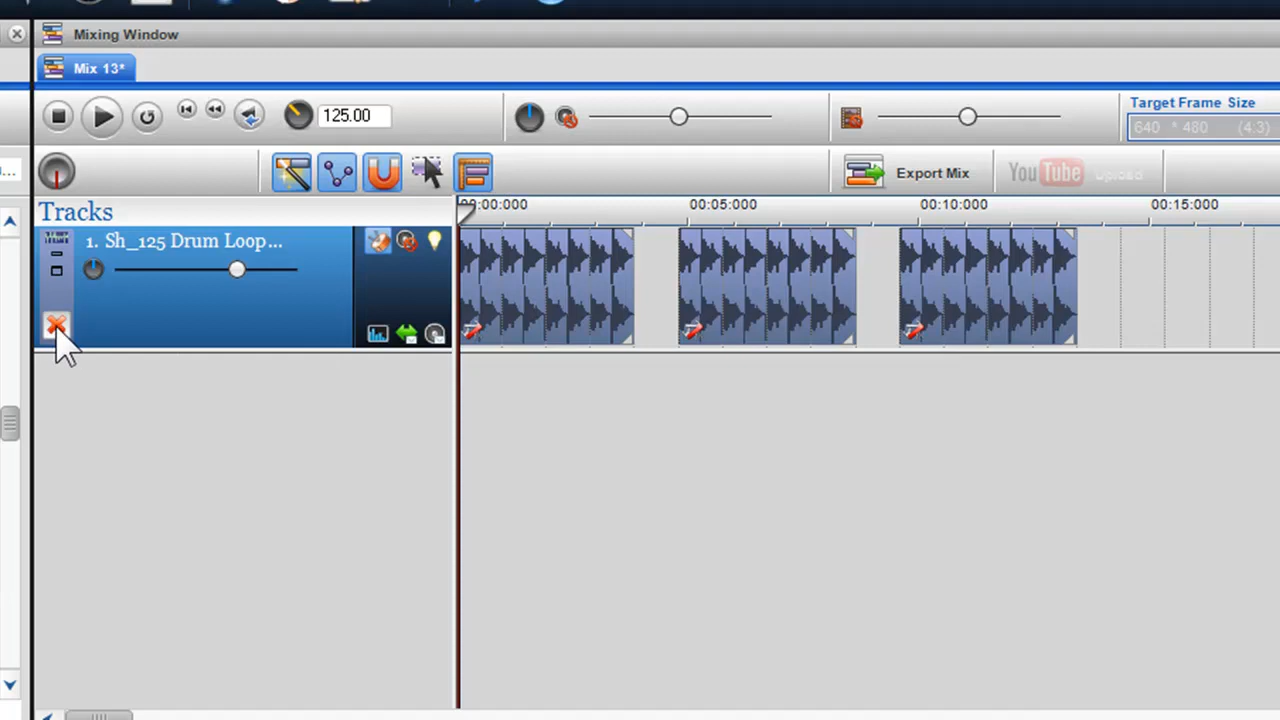 Mixing Window
Mix 13*
125.00
Target Frame Size
640 * 480 (4:3)
Export Mix
YouTube Upload
Tracks
00:00:000
00:05:000
00:10:000
00:15:000
1. Sh_125 Drum Loop...